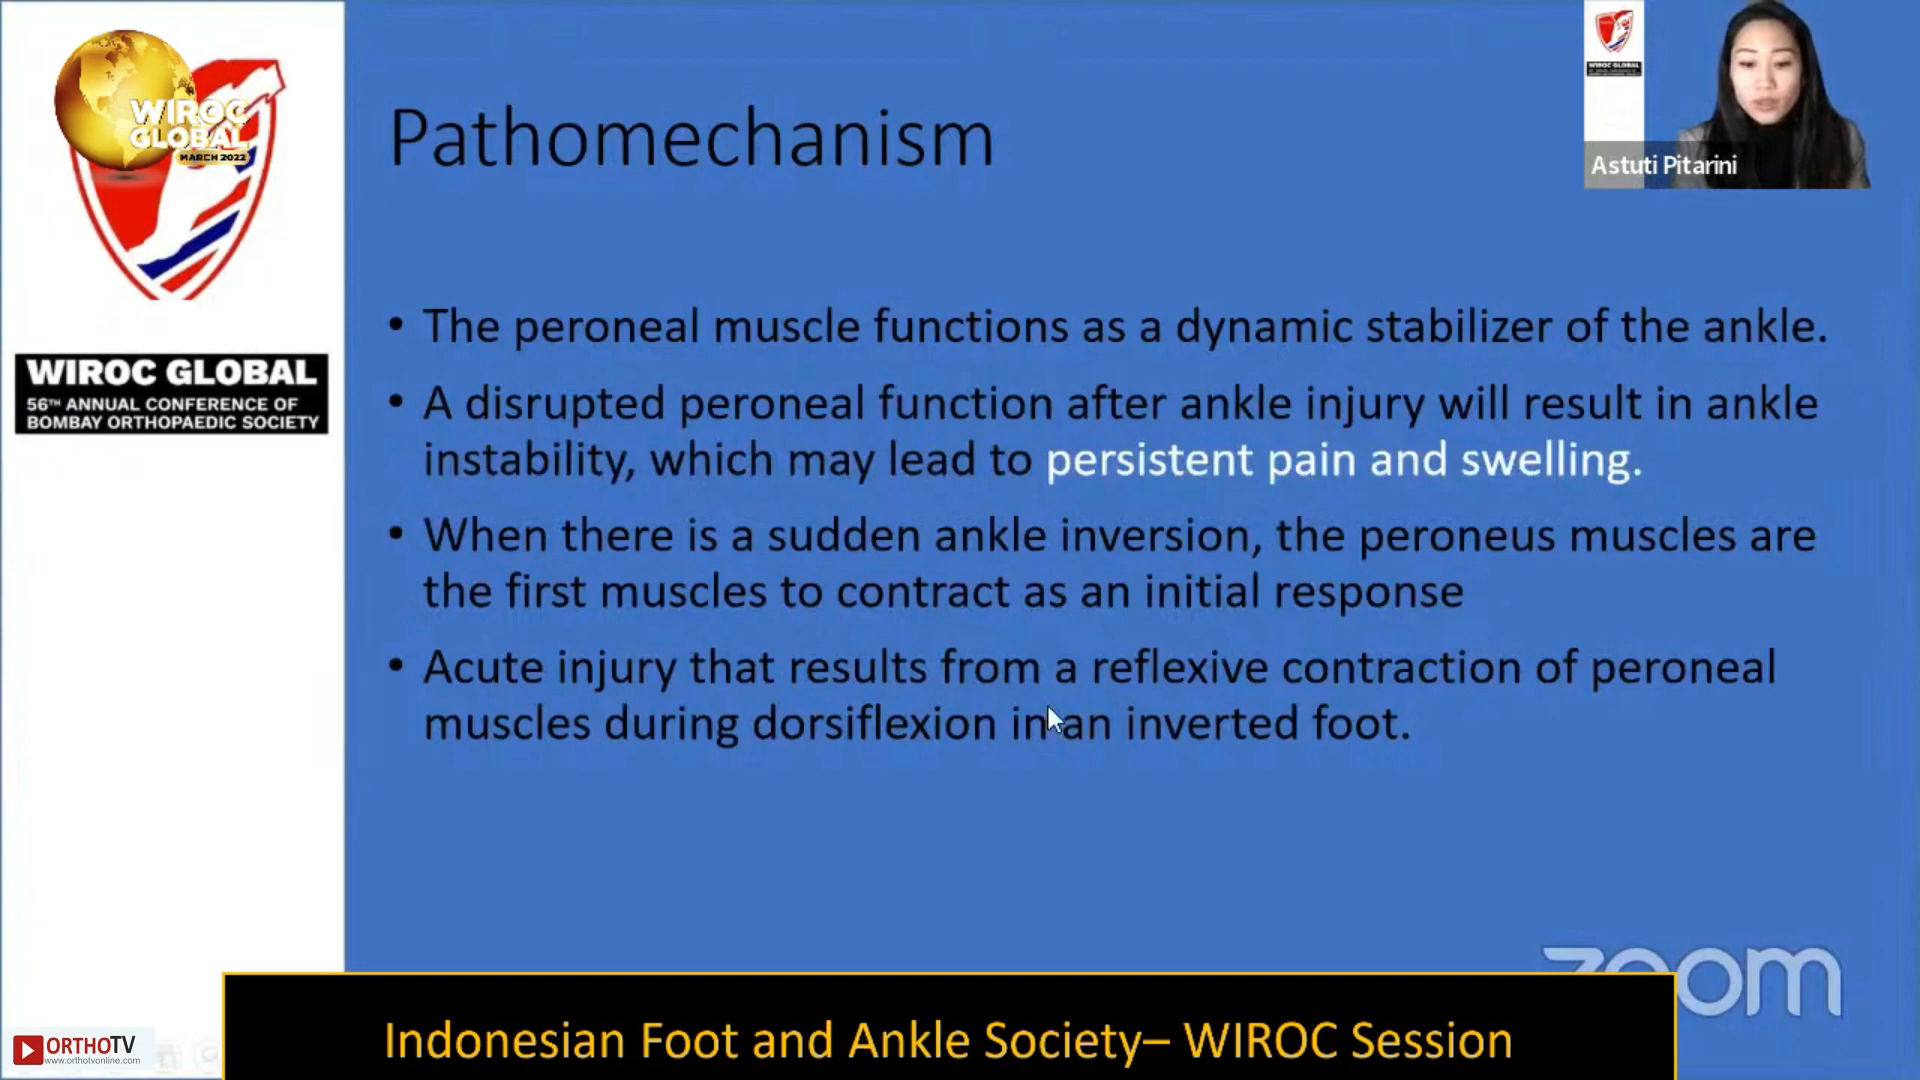 WIROC
GLOBAL
MARCH 2022
WIROC GLOBAL
56TH ANNUAL CONFERENCE OF
BOMBAY ORTHOPAEDIC SOCIETY
Pathomechanism
• The peroneal muscle functions as a dynamic stabilizer of the ankle.
• A disrupted peroneal function after ankle injury will result in ankle
instability, which may lead to persistent pain and swelling.
• When there is a sudden ankle inversion, the peroneus muscles are
the first muscles to contract as an initial response
• Acute injury that results from a reflexive contraction of peroneal
muscles during dorsiflexion in an inverted foot.
WIROC GLOBAL
Astuti Pitarini
zoom
Indonesian Foot and Ankle Society– WIROC Session
ORTHOTV
www.orthotvonline.com